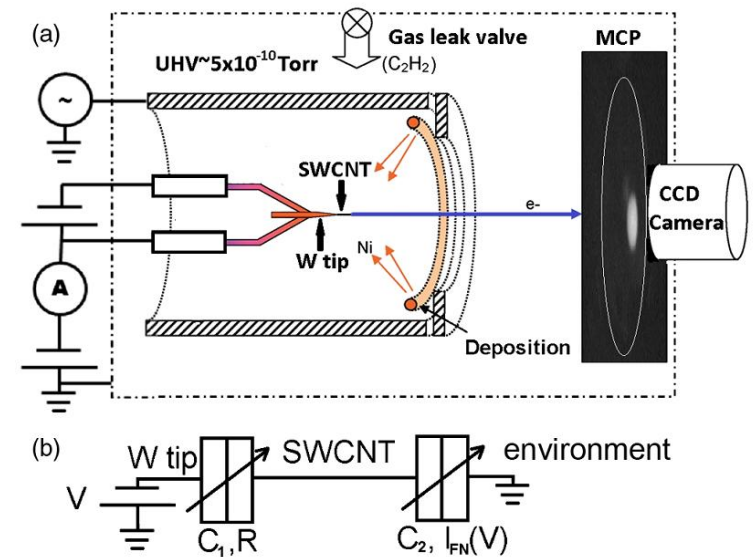 (a)
Gas leak valve
MCP
UHV~5x10⁻¹⁰Torr
(C₂H₂)
~
SWCNT
CCD
Camera
e-
W tip
Ni
A
Deposition
(b)
W tip
SWCNT
environment
V
C₁,R
C₂, I_FN(V)